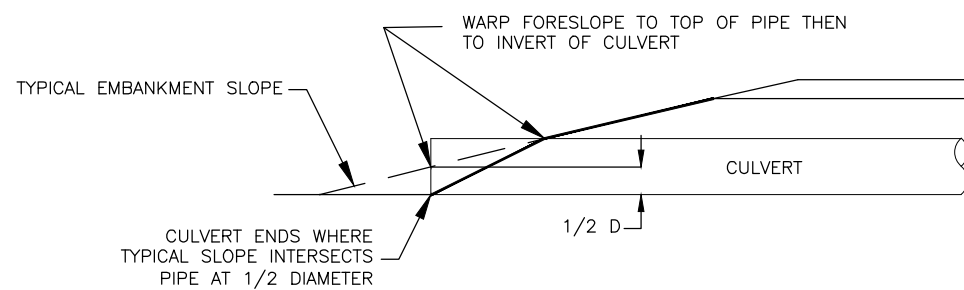 WARP FORESLOPE TO TOP OF PIPE THEN
TO INVERT OF CULVERT
TYPICAL EMBANKMENT SLOPE
CULVERT
1/2 D
CULVERT ENDS WHERE
TYPICAL SLOPE INTERSECTS
PIPE AT 1/2 DIAMETER